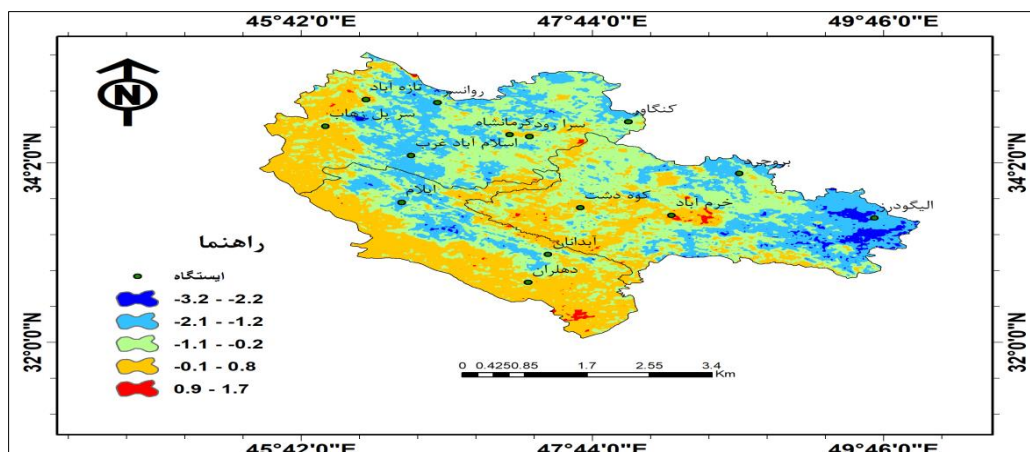 45°42'0"E 47°44'0"E 49°46'0"E
34°2'0"N
32°0'0"N
34°2'0"N
32°0'0"N
N
تازه آباد
روانسر
کنگاور
سر پل زهاب
سرا رود کرمانشاه
اسلام آباد غرب
بروجرد
ایلام
کوه دشت
خرم آباد
الیگودرز
آبدانان
دهلران
راهنما
ایستگاه
-3.2 - -2.2
-2.1 - -1.2
-1.1 - -0.2
-0.1 - 0.8
0.9 - 1.7
0 0.425 0.85 1.7 2.55 3.4
Km
45°42'0"E 47°44'0"E 49°46'0"E